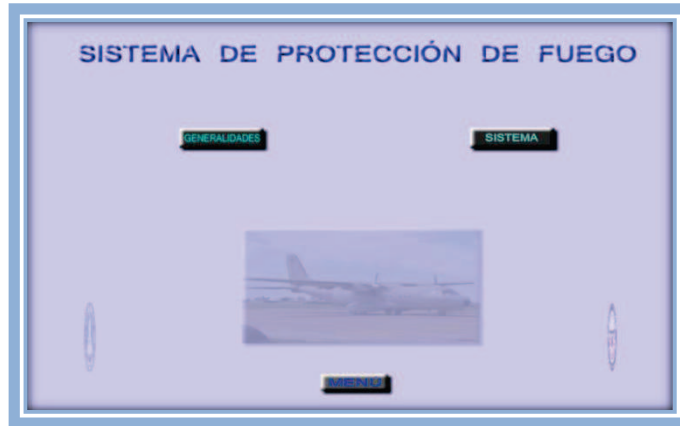 SISTEMA DE PROTECCIÓN DE FUEGO
GENERALIDADES
SISTEMA
MENU